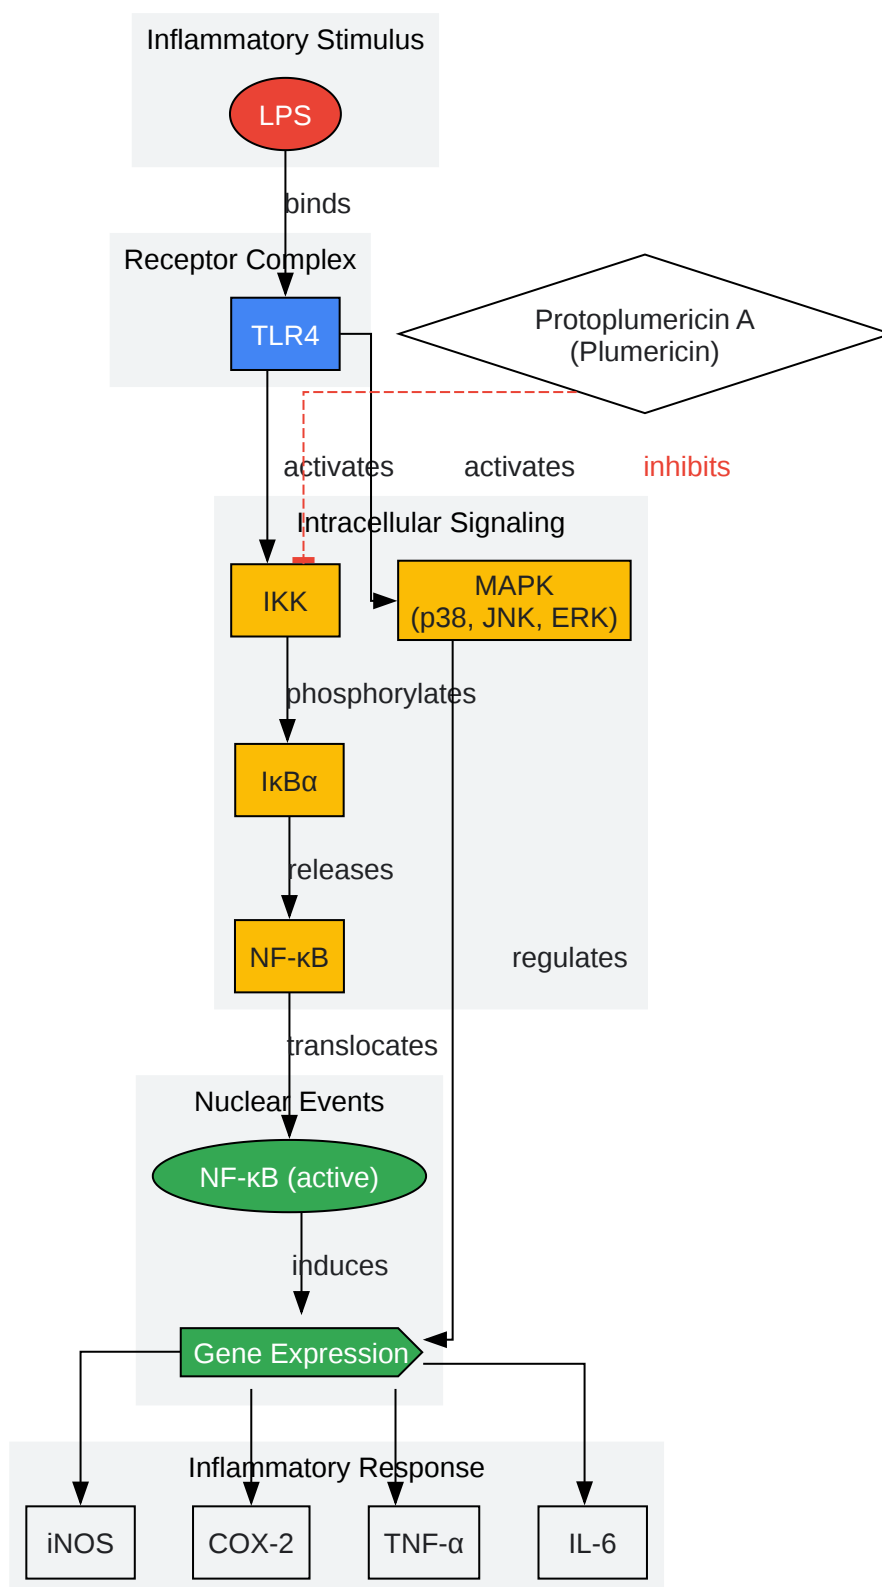 Inflammatory Stimulus
LPS
binds
Receptor Complex
TLR4
Protoplumericin A
(Plumericin)
activates
activates
inhibits
Intracellular Signaling
IKK
MAPK
(p38, JNK, ERK)
phosphorylates
IκBα
releases
NF-κB
regulates
translocates
Nuclear Events
NF-κB (active)
induces
Gene Expression
Inflammatory Response
iNOS
COX-2
TNF-α
IL-6